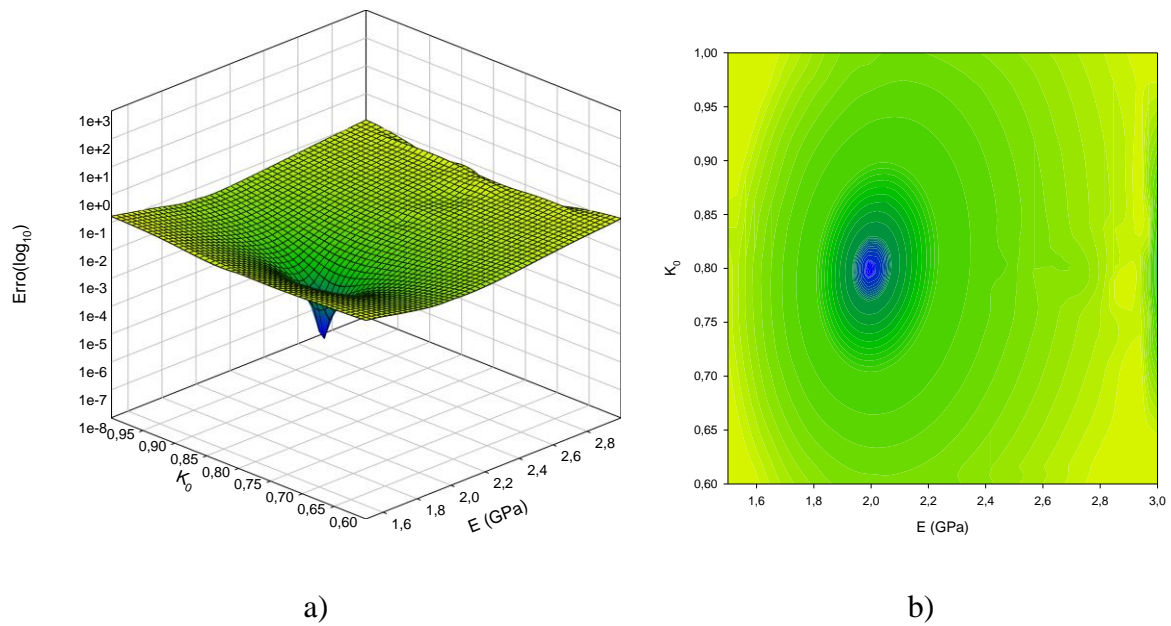 1e+3
1e+2
1e+1
1e+0
1e-1
1e-2
1e-3
1e-4
1e-5
1e-6
1e-7
1e-8
Erro(log10)
0,95
0,90
0,85
0,80
0,75
0,70
0,65
0,60
K0
1,6
1,8
2,0
2,2
2,4
2,6
2,8
E (GPa)
a)
1,00
0,95
0,90
0,85
0,80
0,75
0,70
0,65
0,60
K0
1,6 1,8 2,0 2,2 2,4 2,6 2,8 3,0
E (GPa)
b)